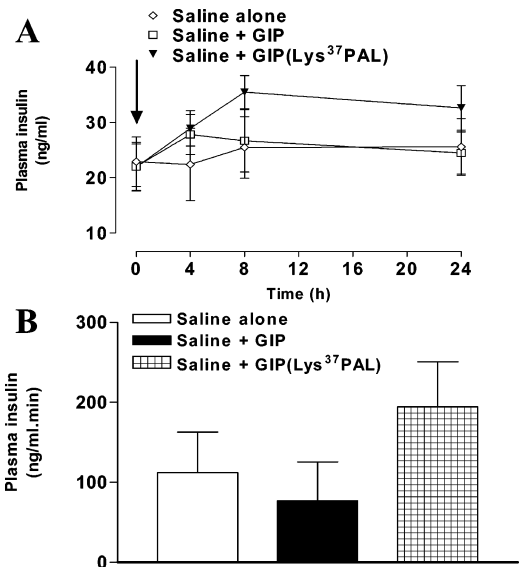 A
Saline alone
Saline + GIP
Saline + GIP(Lys³⁷PAL)
Plasma insulin
(ng/ml)
40
30
20
10
0 4 8 12 16 20 24
Time (h)
B
Saline alone
Saline + GIP
Saline + GIP(Lys³⁷PAL)
Plasma insulin
(ng/ml.min)
300
200
100
0